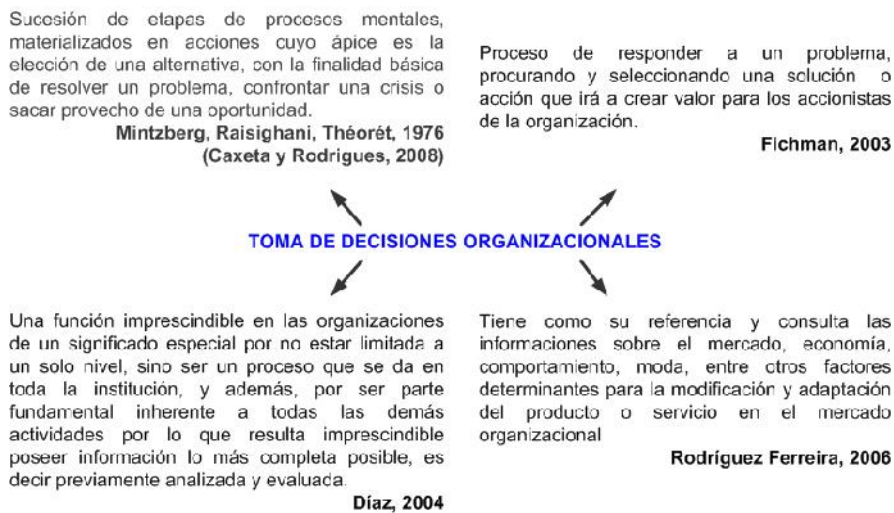 Sucesión de etapas de procesos mentales,
materializados en acciones cuyo ápice es la
elección de una alternativa, con la finalidad básica
de resolver un problema, confrontar una crisis o
sacar provecho de una oportunidad.
Mintzberg, Raisighani, Théorét, 1976
(Caxeta y Rodrigues, 2008)
Proceso de responder a un problema,
procurando y seleccionando una solución o
acción que irá a crear valor para los accionistas
de la organización.
Fichman, 2003
TOMA DE DECISIONES ORGANIZACIONALES
Una función imprescindible en las organizaciones
de un significado especial por no estar limitada a
un solo nivel, sino ser un proceso que se da en
toda la institución, y además, por ser parte
fundamental inherente a todas las demás
actividades por lo que resulta imprescindible
poseer información lo más completa posible, es
decir previamente analizada y evaluada.
Díaz, 2004
Tiene como su referencia y consulta las
informaciones sobre el mercado, economía,
comportamiento, moda, entre otros factores
determinantes para la modificación y adaptación
del producto o servicio en el mercado
organizacional
Rodríguez Ferreira, 2006